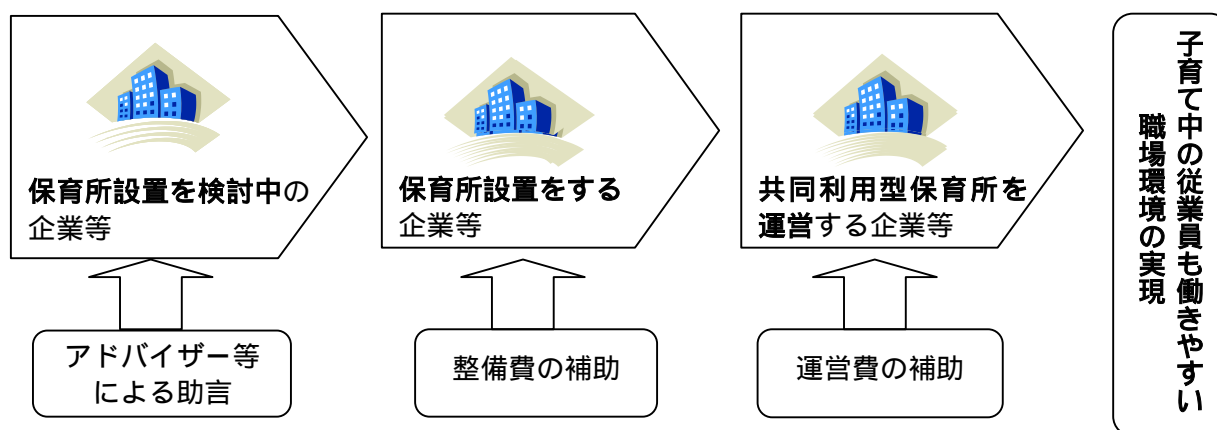 保育所設置を検討中の
企業等
保育所設置をする
企業等
共同利用型保育所を
運営する企業等
子育て中の従業員も働きやすい
職場環境の実現
アドバイザー等
による助言
整備費の補助
運営費の補助